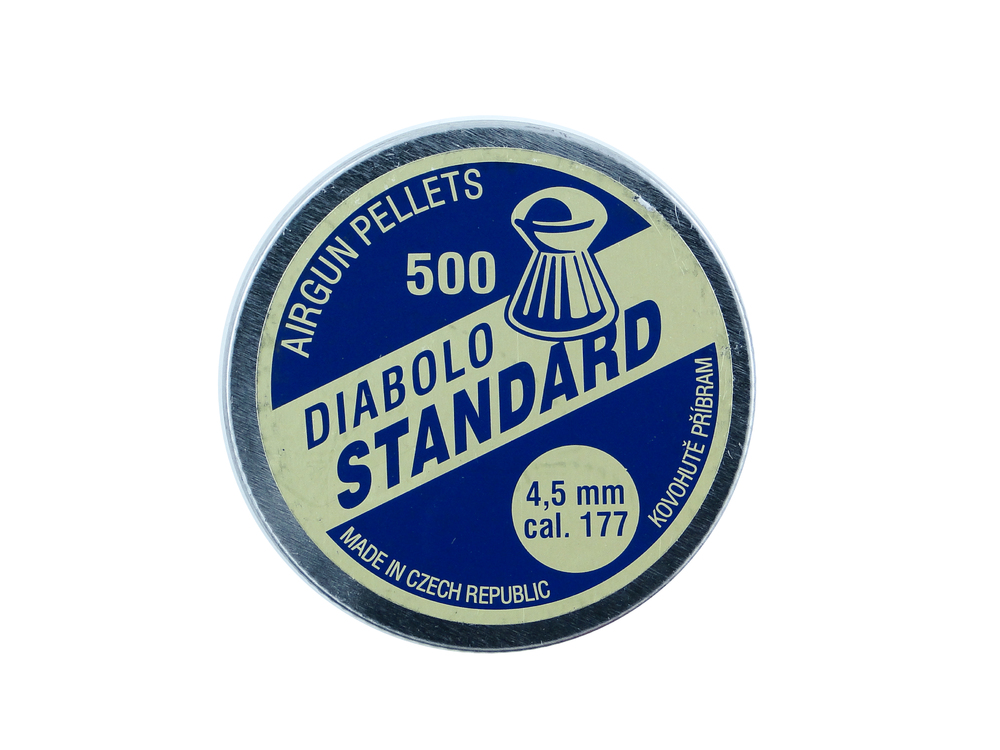 AIRGUN PELLETS
500
DIABOLO
STANDARD
4,5 mm
cal. 177
KOVOHUTĚ PŘÍBRAM
MADE IN CZECH REPUBLIC